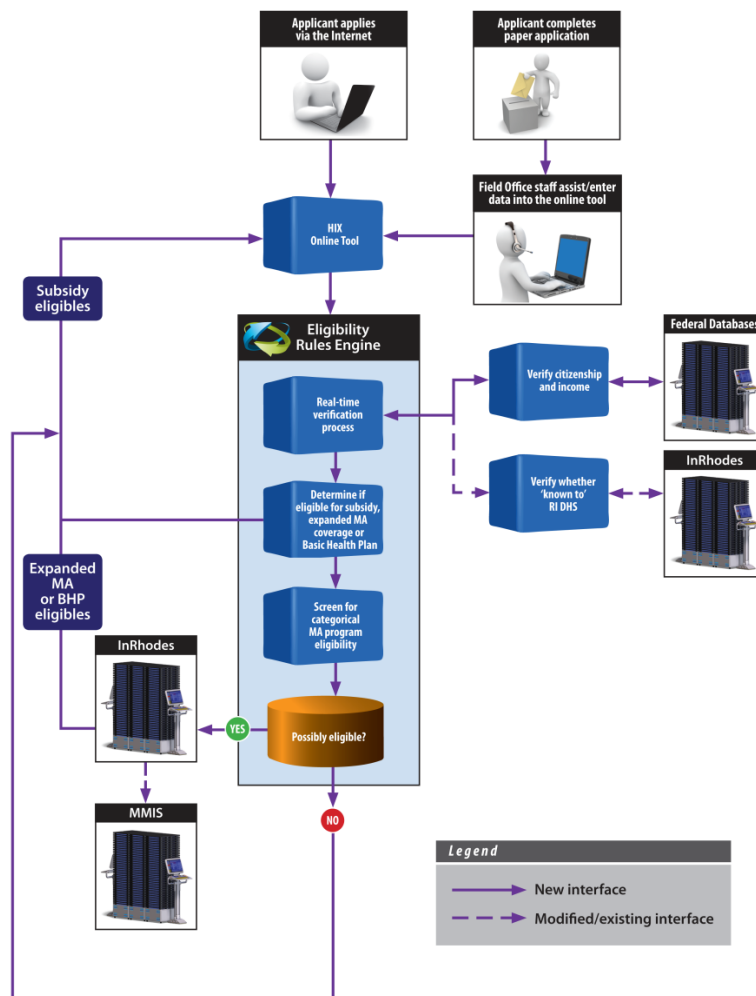 Applicant applies
via the Internet
Applicant completes
paper application
Field Office staff assist/enter
data into the online tool
HIX
Online Tool
Subsidy
eligibles
Eligibility
Rules Engine
Federal Databases
Verify citizenship
and income
Real-time
verification
process
InRhodes
Verify whether
‘known to’
RI DHS
Determine if
eligible for subsidy,
expanded MA
coverage or
Basic Health Plan
Expanded
MA
or BHP
eligibles
Screen for
categorical
MA program
eligibility
InRhodes
YES
Possibly eligible?
MMIS
NO
Legend
New interface
Modified/existing interface